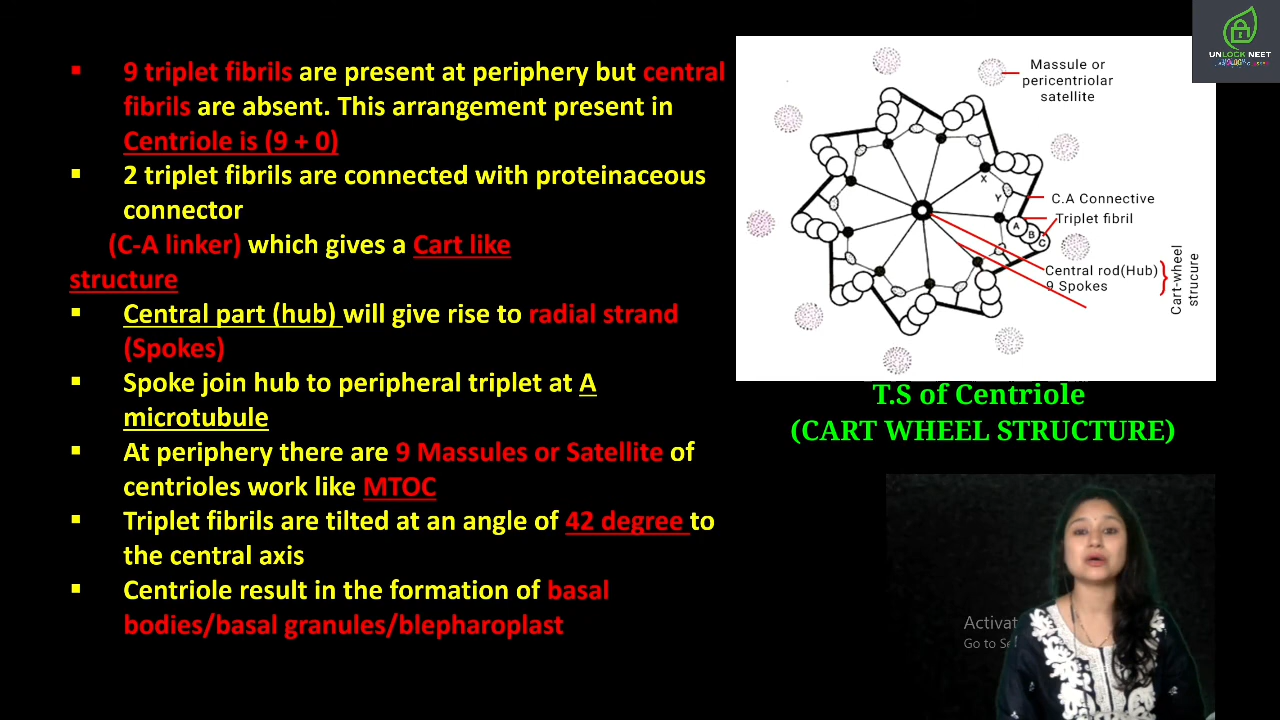 9 triplet fibrils are present at periphery but central
fibrils are absent. This arrangement present in
Centriole is (9 + 0)
2 triplet fibrils are connected with proteinaceous
connector
(C-A linker) which gives a Cart like
structure
Central part (hub) will give rise to radial strand
(Spokes)
Spoke join hub to peripheral triplet at A
microtubule
At periphery there are 9 Massules or Satellite of
centrioles work like MTOC
Triplet fibrils are tilted at an angle of 42 degree to
the central axis
Centriole result in the formation of basal
bodies/basal granules/blepharoplast
Massule or
pericentriolar
satellite
X
Y
C.A Connective
Triplet fibril
A
B
C
Central rod(Hub)
9 Spokes
Cart-wheel
strucure
T.S of Centriole
(CART WHEEL STRUCTURE)
UNLOCK NEET
Activat
Go to Se